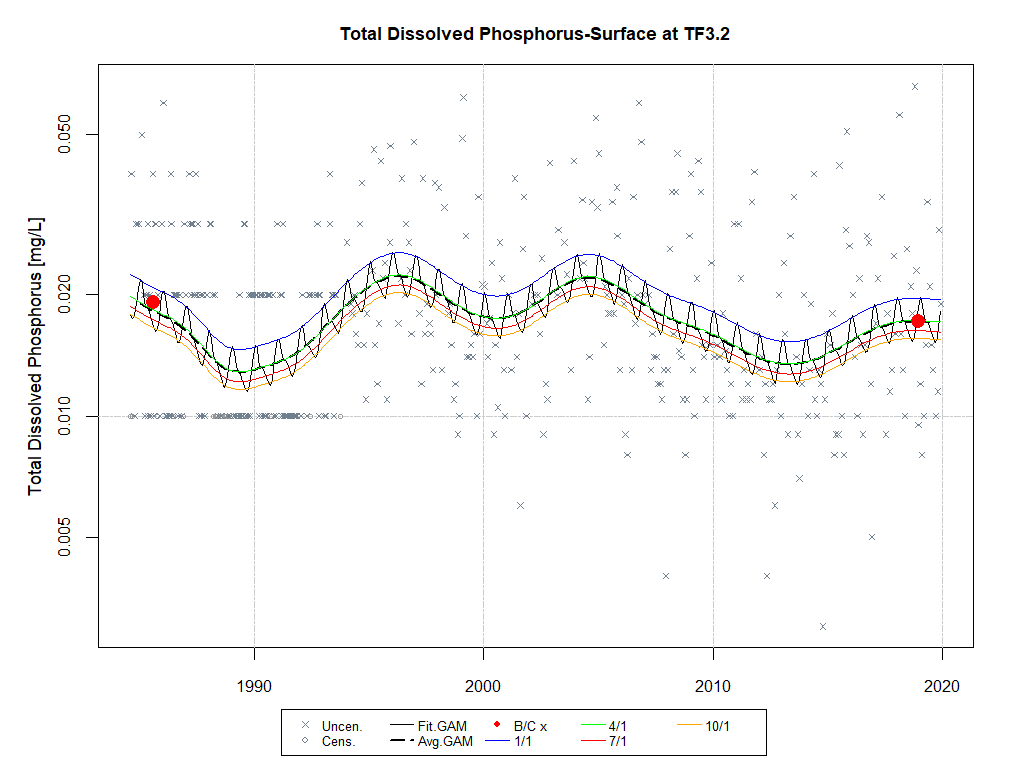 Total Dissolved Phosphorus-Surface at TF3.2
Total Dissolved Phosphorus [mg/L]
0.050
0.020
0.010
0.005
1990 2000 2010 2020
Uncen. Fit.GAM B/C x 4/1 10/1
Cens. Avg.GAM 1/1 7/1